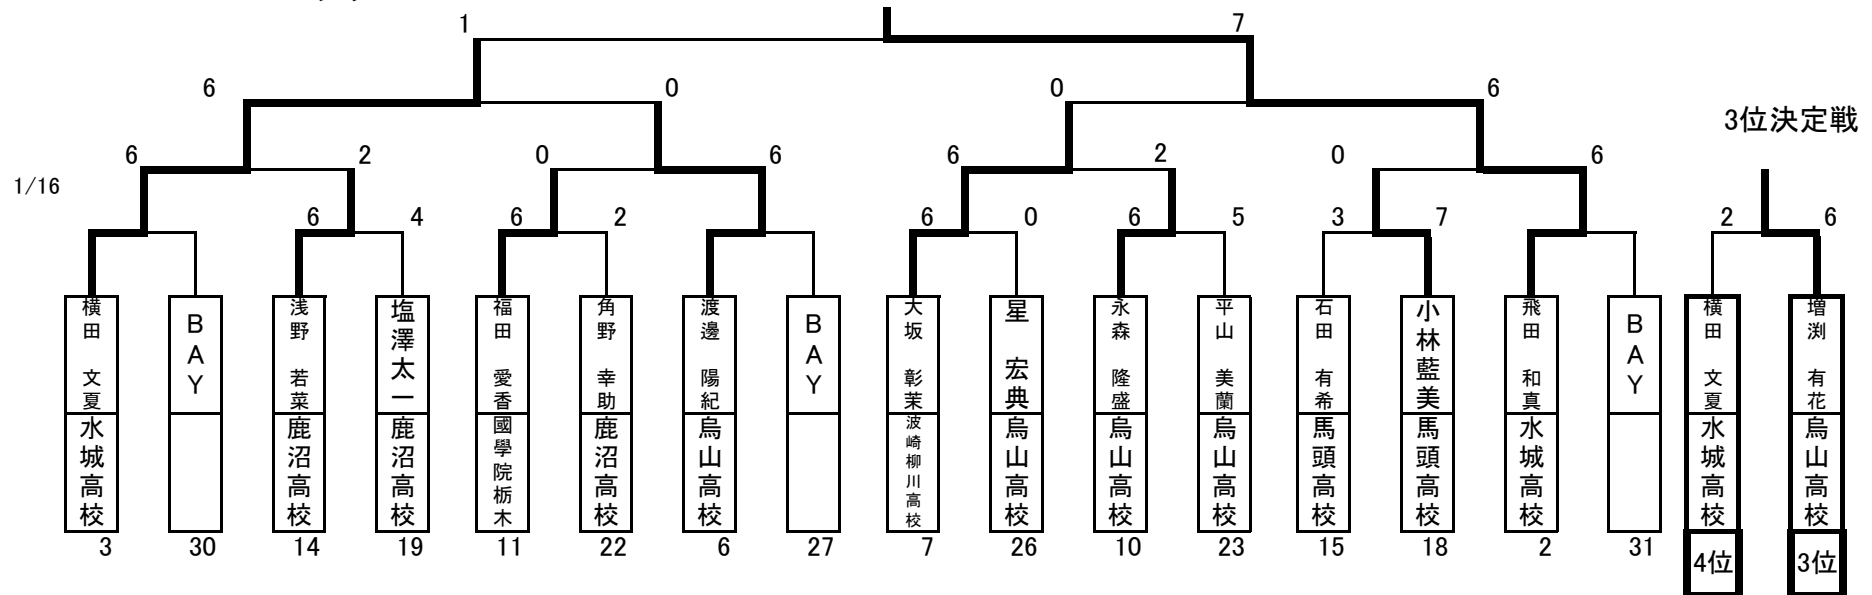 1 7
6 0 0 6
3位決定戦
6 2 0 6 6 2 0 6
1/16
6 4 6 2 6 0 6 5 3 7 2 6
横田 文夏
水城高校
3
BAY
30
浅野 若菜
鹿沼高校
14
塩澤太一
鹿沼高校
19
福田 愛香
國學院栃木
11
角野 幸助
鹿沼高校
22
渡邊 陽紀
烏山高校
6
BAY
27
大坂 彰茉
波崎柳川高校
7
星 宏典
烏山高校
26
永森 隆盛
烏山高校
10
平山 美蘭
烏山高校
23
石田 有希
馬頭高校
15
小林藍美
馬頭高校
18
飛田 和真
水城高校
2
BAY
31
横田 文夏
水城高校
4位
増渕 有花
烏山高校
3位